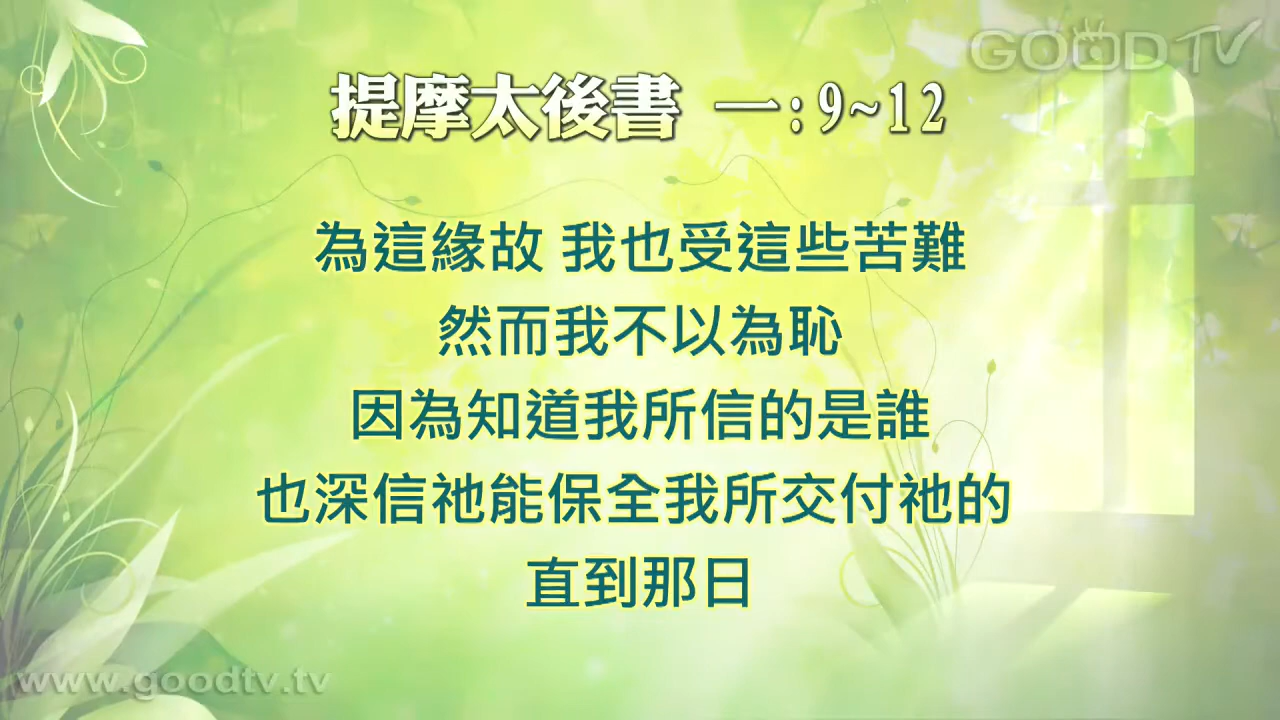 GOOD TV
提摩太後書 一：9~12
為這緣故 我也受這些苦難
然而我不以為恥
因為知道我所信的是誰
也深信祂能保全我所交付祂的
直到那日
www.goodtv.tv